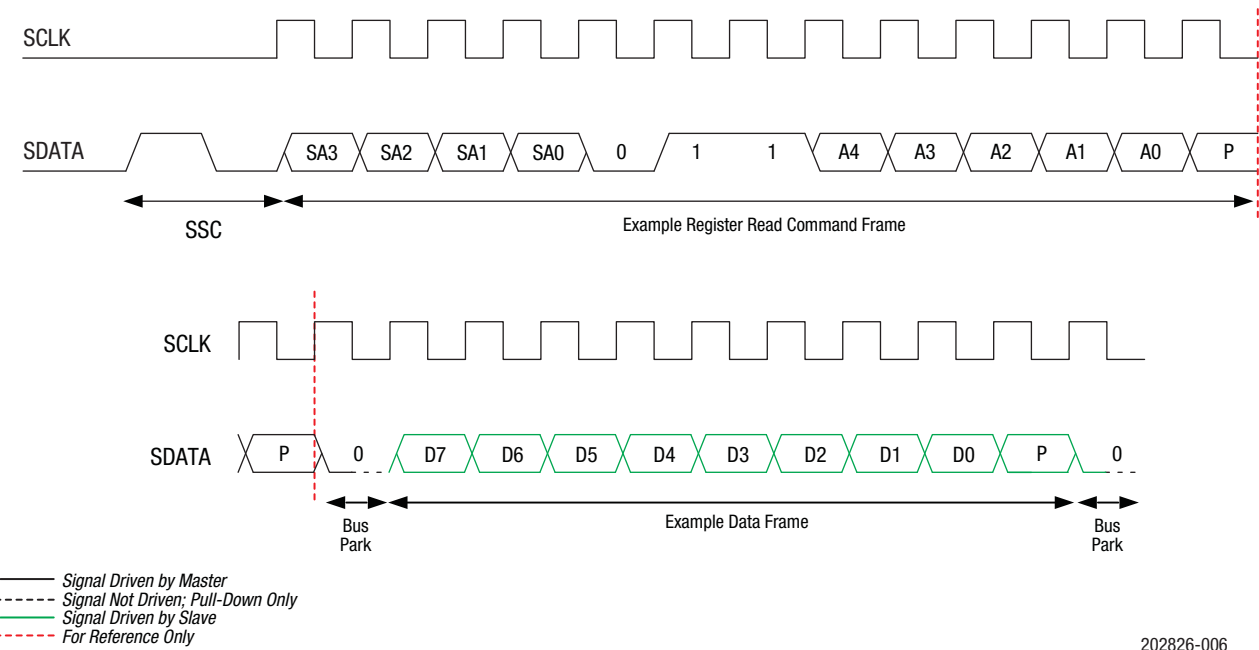 SCLK
SDATA SA3 SA2 SA1 SA0 0 1 1 A4 A3 A2 A1 A0 P
SSC
Example Register Read Command Frame
SCLK
SDATA P 0 D7 D6 D5 D4 D3 D2 D1 D0 P 0
Bus
Park
Example Data Frame
Bus
Park
Signal Driven by Master
Signal Not Driven; Pull-Down Only
Signal Driven by Slave
For Reference Only
202826-006